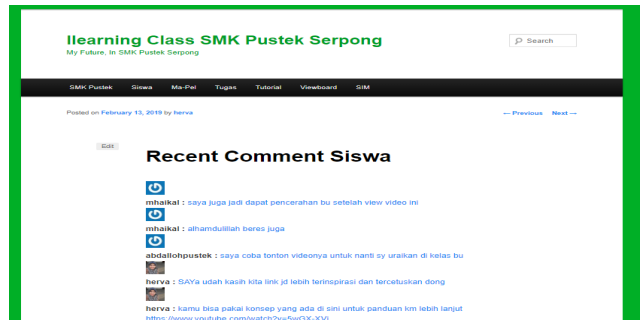 Ilearning Class SMK Pustek Serpong
My Future, In SMK Pustek Serpong
Search
SMK Pustek Siswa Ma-Pel Tugas Tutorial Viewboard SIM
Posted on February 13, 2019 by herva
← Previous Next →
Edit
Recent Comment Siswa
mhaikal : saya juga jadi dapat pencerahan bu setelah view video ini
mhaikal : alhamdulillah beres juga
abdallohpustek : saya coba tonton videonya untuk nanti sy uraikan di kelas bu
herva : SAYa udah kasih kita link jd lebih terinspirasi dan tercetuskan dong
herva : kamu bisa pakai konsep yang ada di sini untuk panduan km lebih lanjut